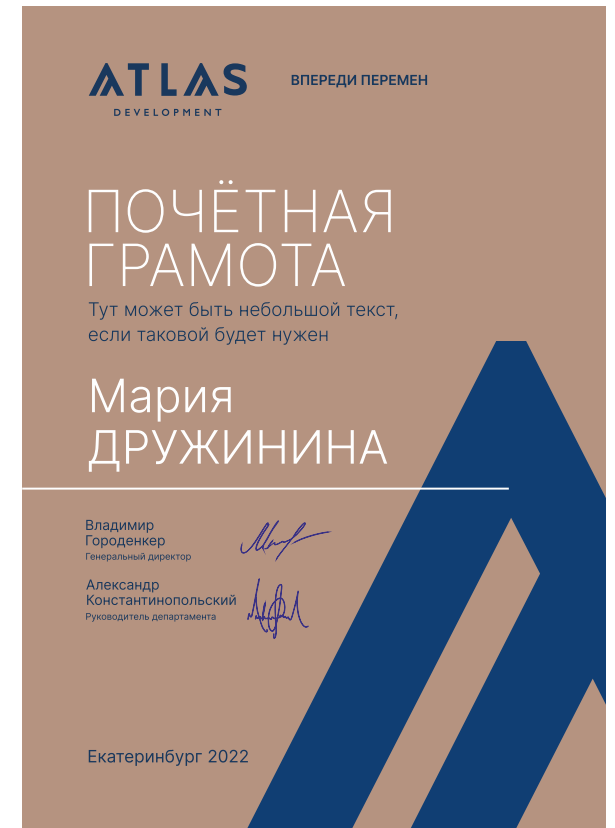 ATLAS
DEVELOPMENT
ВПЕРЕДИ ПЕРЕМЕН
ПОЧЁТНАЯ
ГРАМОТА
Тут может быть небольшой текст,
если таковой будет нужен
Мария
ДРУЖИНИНА
Владимир
Городенкер
Генеральный директор
Александр
Константинопольский
Руководитель департамента
Екатеринбург 2022